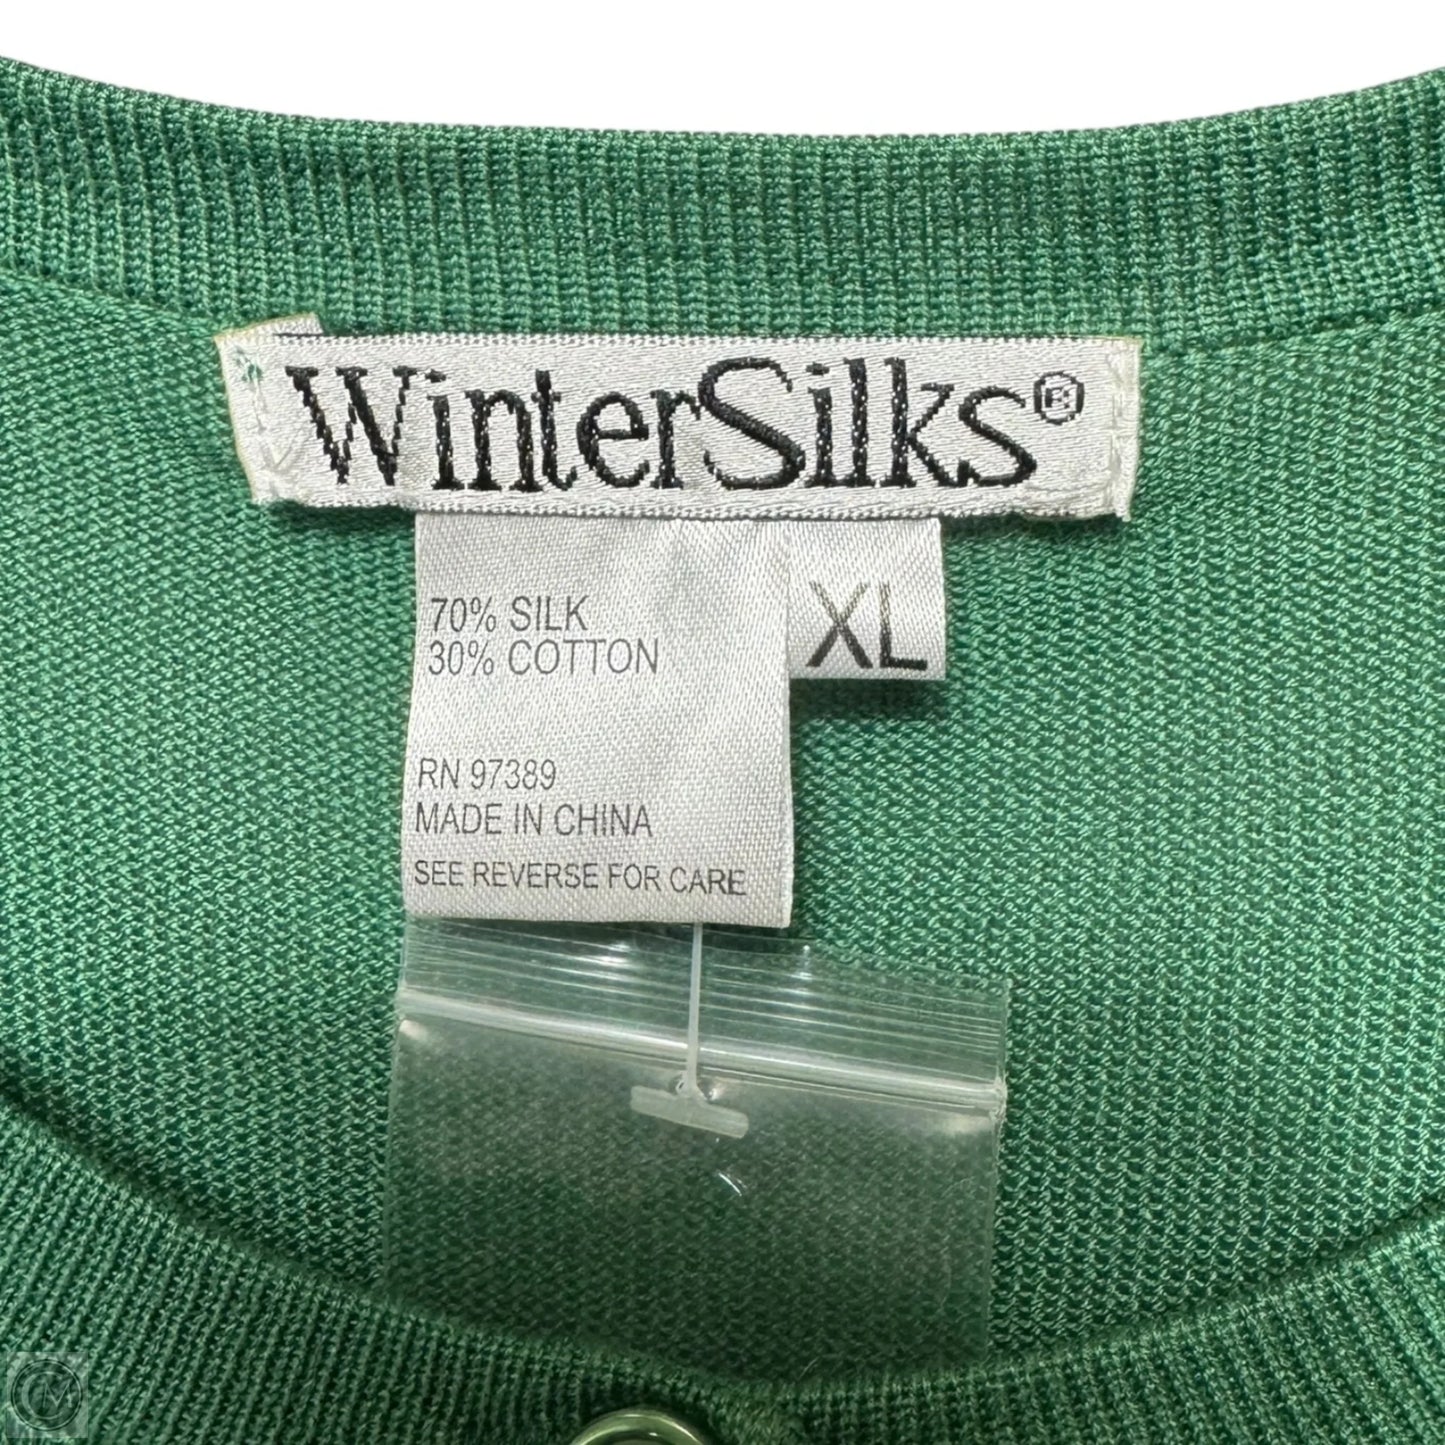 WinterSilks®
70% SILK
30% COTTON
XL
RN 97389
MADE IN CHINA
SEE REVERSE FOR CARE